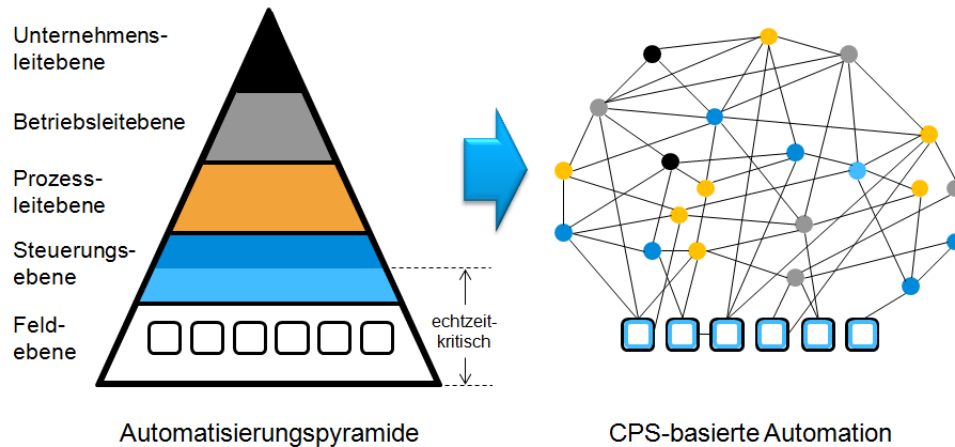 Unternehmens-
leitebene
Betriebsleitebene
Prozess-
leitebene
Steuerungs-
ebene
Feld-
ebene
echtzeit-
kritisch
Automatisierungspyramide
CPS-basierte Automation